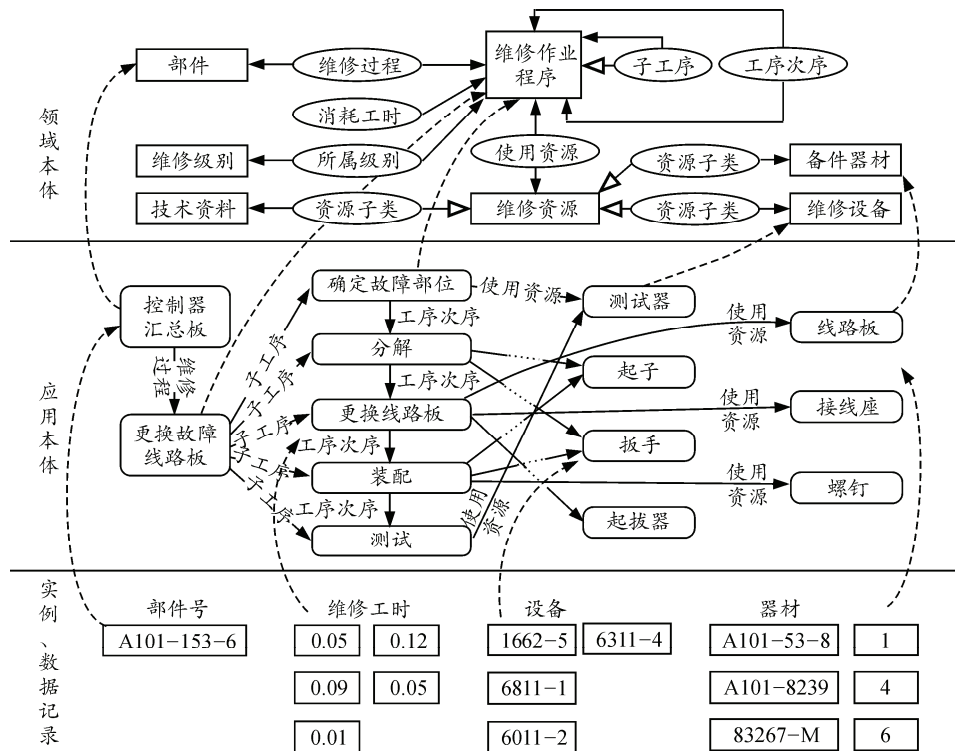 领域本体
部件
维修过程
维修作业
程序
子工序
工序次序
消耗工时
维修级别
所属级别
使用资源
资源子类
备件器材
技术资料
资源子类
维修资源
资源子类
维修设备
应用本体
控制器
汇总板
维修
过程
更换故障
线路板
子工序
子工序
子工序
子工序
子工序
确定故障部位
工序次序
分解
工序次序
更换线路板
工序次序
装配
工序次序
测试
使用资源
使用
资源
测试器
起子
扳手
起拔器
使用
资源
线路板
使用
资源
接线座
使用
资源
螺钉
实例、数据记录
部件号
维修工时
设备
器材
A101-153-6
0.05
0.12
1662-5
6311-4
A101-53-8
1
0.09
0.05
6811-1
A101-8239
4
0.01
6011-2
83267-M
6